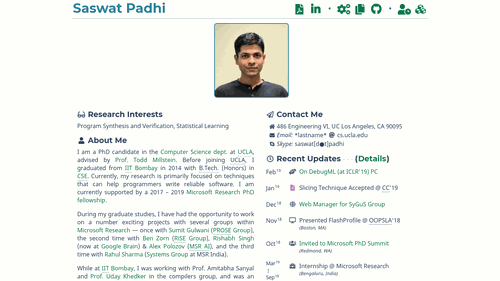 Saswat Padhi
Research Interests
Program Synthesis and Verification, Statistical Learning
About Me
I am a PhD candidate in the Computer Science dept. at UCLA,
advised by Prof. Todd Millstein. Before joining UCLA, I
graduated from IIT Bombay in 2014 with B.Tech. (Honors) in
CSE. Currently, my research is primarily focused on techniques
that can help programmers write reliable software. I am
currently supported by a 2017 – 2019 Microsoft Research PhD
fellowship.
During my graduate studies, I have had the opportunity to work
on a number exciting projects with several groups within
Microsoft Research — once with Sumit Gulwani (PROSE Group),
the second time with Ben Zorn (RiSE Group), Rishabh Singh
(now at Google Brain) & Alex Polozov (MSR AI), and the third
time with Rahul Sharma (Systems Group at MSR India).
While at IIT Bombay, I was working with Prof. Amitabha Sanyal
and Prof. Uday Khedker in the compilers group, and was an
Contact Me
486 Engineering VI, UC Los Angeles, CA 90095
Email: *lastname* @ cs.ucla.edu
Skype: saswat[d●t]padhi
Recent Updates (Details)
Feb'19 On DebugML (at ICLR'19) PC
Jan'19 Slicing Technique Accepted @ CC'19
Dec'18 Web Manager for SyGuS Group
Nov'18 Presented FlashProfile @ OOPSLA'18
(Boston, MA)
Oct'18 Invited to Microsoft PhD Summit
(Redmond, WA)
Mar'19 Internship @ Microsoft Research
(Bengaluru, India)
Sep'18